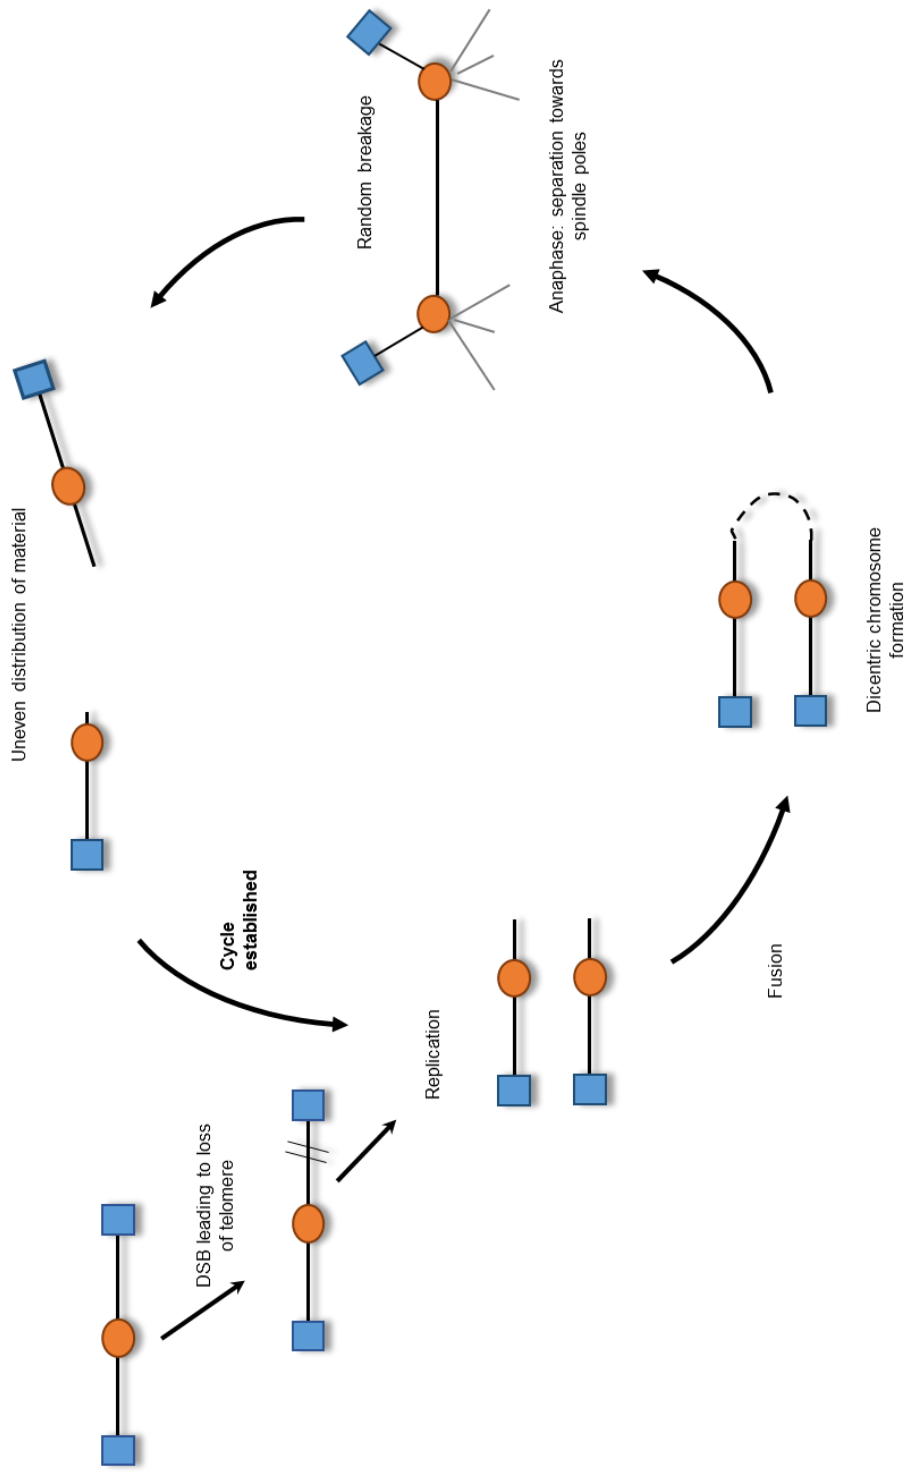 DSB leading to loss
of telomere
Replication
Fusion
Dicentric chromosome
formation
Anaphase: separation towards
spindle poles
Random breakage
Uneven distribution of material
Cycle
established